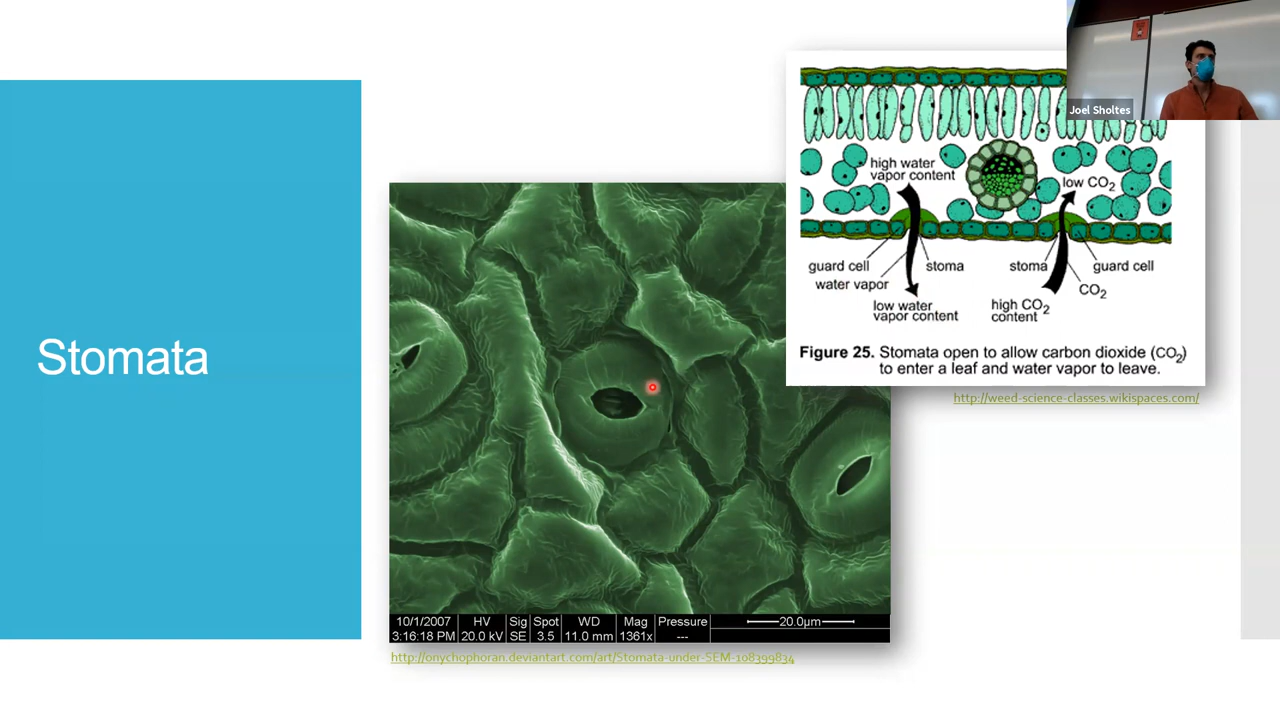 Joel Sholtes
Stomata
high water
vapor content
low CO2
guard cell
stoma
water vapor
low water
vapor content
stoma
guard cell
CO2
high CO2
content
Figure 25. Stomata open to allow carbon dioxide (CO2)
to enter a leaf and water vapor to leave.
http://weed-science-classes.wikispaces.com/
10/1/2007 HV Sig Spot WD Mag Pressure 20.0µm
3:16:18 PM 20.0 kV SE 3.5 11.0 mm 1361x ---
http://onychophoran.deviantart.com/art/Stomata-under-SEM-108399834